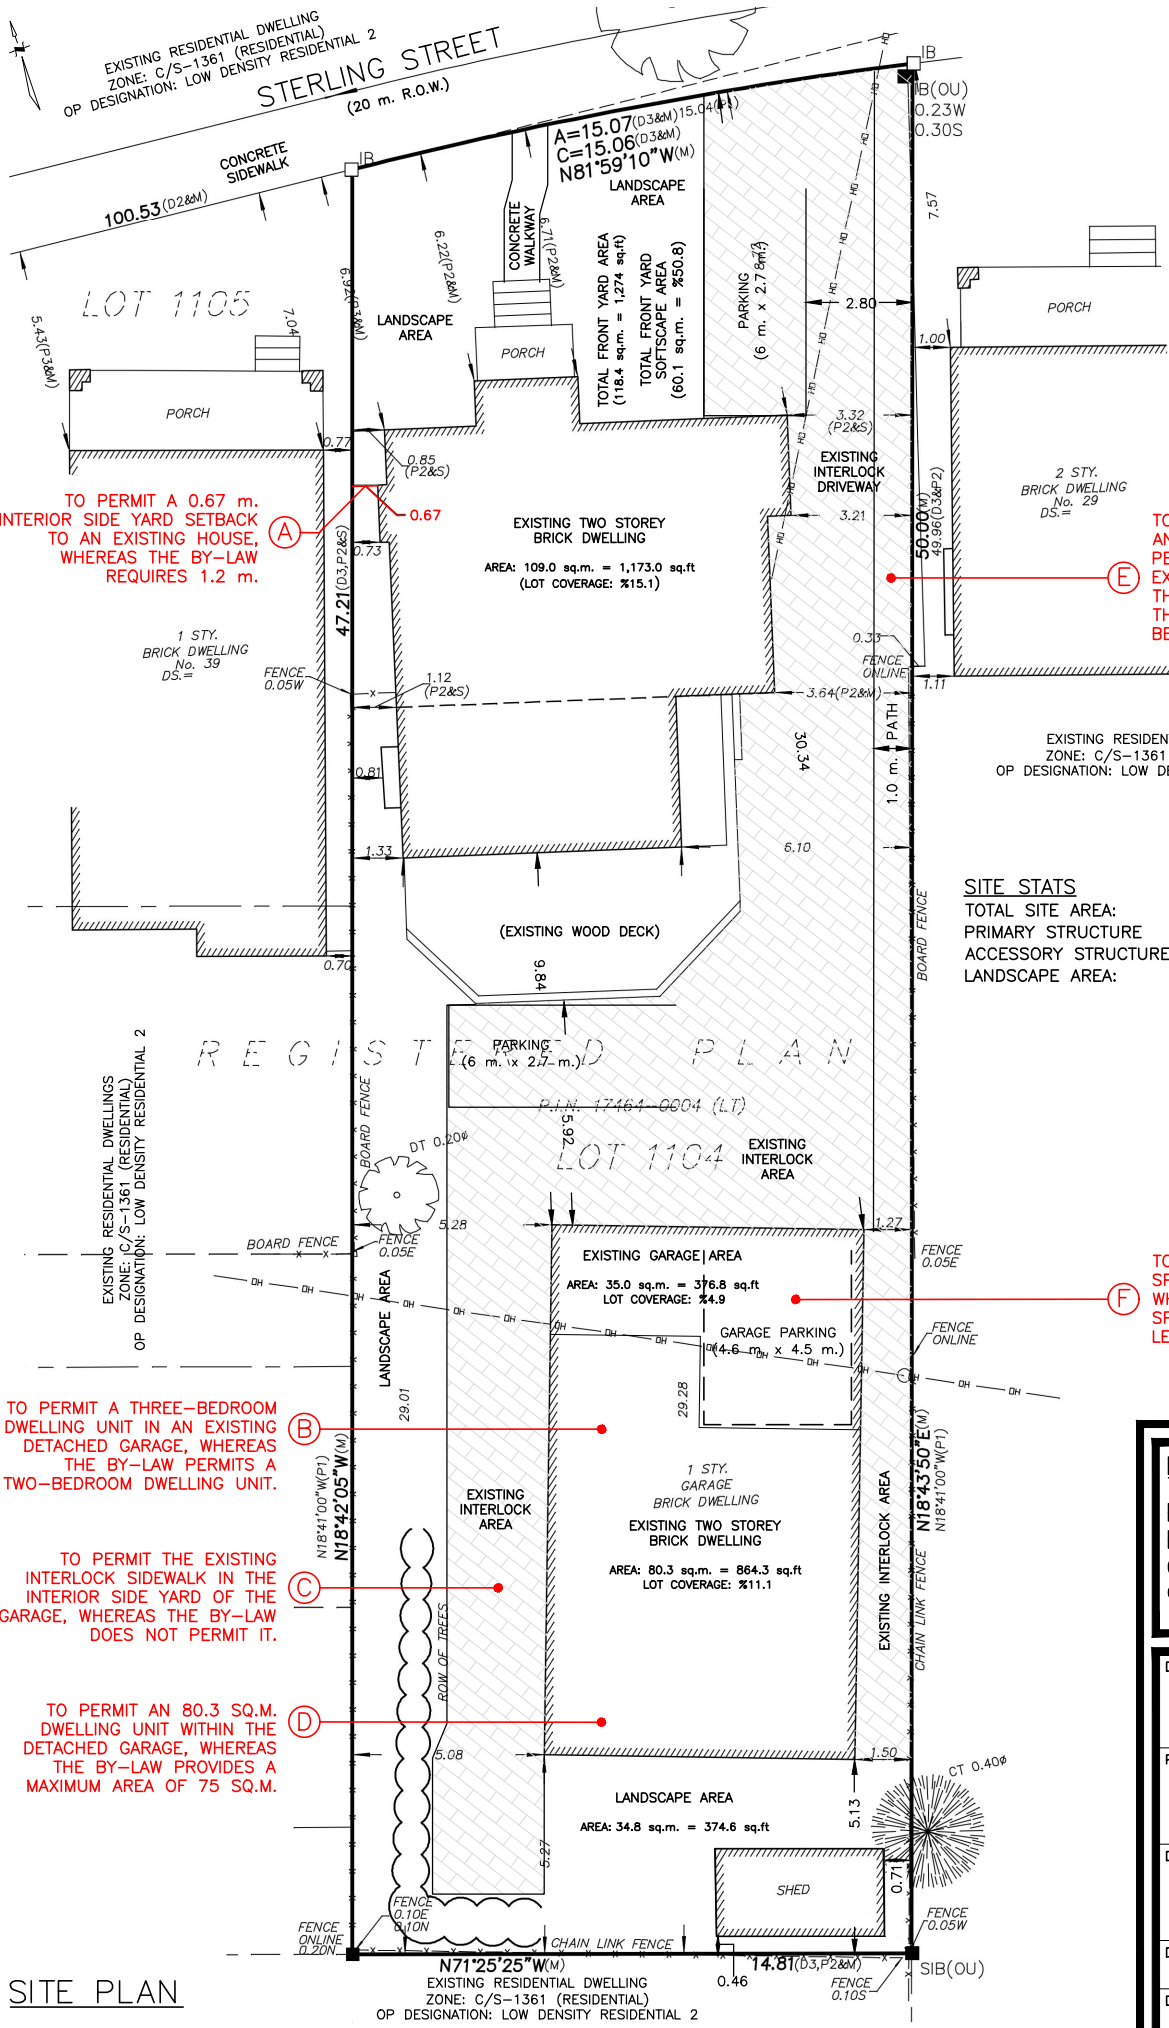 EXISTING RESIDENTIAL DWELLING
ZONE: C/S-1361 (RESIDENTIAL)
OP DESIGNATION: LOW DENSITY RESIDENTIAL 2
STERLING STREET
(20 m. R.O.W.)
CONCRETE
SIDEWALK
100.53(D2&M)
IB
IB
IB(OU)
0.23W
0.30S
A=15.07(D3&M)15.04(P1)
C=15.06(D3&M)
N81°59'10"W(M)
LANDSCAPE
AREA
CONCRETE
WALKWAY
6.71(P2&M)
6.22(P2&M)
6.92(P3&M)
7.57
LOT 1105
5.43(P3&M)
7.04
LANDSCAPE
AREA
TOTAL FRONT YARD AREA
(118.4 sq.m. = 1,274 sq.ft)
TOTAL FRONT YARD
SOFTSCAPE AREA
(60.1 sq.m. = %50.8)
PARKING
(6 m. x 2.7 m.)
2.80
PORCH
PORCH
PORCH
1.00
3.32
(P2&S)
0.77
0.85
(P2&S)
EXISTING
INTERLOCK
DRIVEWAY
2 STY.
BRICK DWELLING
No. 29
DS.=
TO PERMIT A 0.67 m.
INTERIOR SIDE YARD SETBACK
TO AN EXISTING HOUSE,
WHEREAS THE BY-LAW
REQUIRES 1.2 m.
A
0.67
0.73
EXISTING TWO STOREY
BRICK DWELLING
AREA: 109.0 sq.m. = 1,173.0 sq.ft
(LOT COVERAGE: %15.1)
3.21
50.00(M)
49.96(D3&P2)
E
47.21(D3,P2&S)
1 STY.
BRICK DWELLING
No. 39
DS.=
FENCE
0.05W
1.12
(P2&S)
0.33
FENCE
ONLINE
1.11
3.64(P2&M)
30.34
1.0 m. PATH
0.81
1.33
6.10
ZONE: C/S-1361
SITE STATS
TOTAL SITE AREA:
PRIMARY STRUCTURE
ACCESSORY STRUCTURE
LANDSCAPE AREA:
BOARD FENCE
(EXISTING WOOD DECK)
0.70
9.84
REGISTERED PLAN
PARKING
(6 m. x 2.7 m.)
P.I.N. 17464-0004 (LT)
5.92
LOT 1104
EXISTING
INTERLOCK
AREA
BOARD FENCE
DT 0.20ø
EXISTING RESIDENTIAL DWELLINGS
ZONE: C/S-1361 (RESIDENTIAL)
OP DESIGNATION: LOW DENSITY RESIDENTIAL 2
5.28
1.27
BOARD FENCE
FENCE
0.05E
FENCE
0.05E
EXISTING GARAGE AREA
AREA: 35.0 sq.m. = 376.8 sq.ft
LOT COVERAGE: %4.9
F
GARAGE PARKING
(4.6 m. x 4.5 m.)
FENCE
ONLINE
LANDSCAPE AREA
29.01
29.28
TO PERMIT A THREE-BEDROOM
DWELLING UNIT IN AN EXISTING
DETACHED GARAGE, WHEREAS
THE BY-LAW PERMITS A
TWO-BEDROOM DWELLING UNIT.
B
N18°41'00"W(P1)
N18°42'05"W(M)
N18°43'50"E(M)
N18°41'00"W(P1)
1 STY.
GARAGE
BRICK DWELLING
EXISTING
INTERLOCK
AREA
EXISTING TWO STOREY
BRICK DWELLING
AREA: 80.3 sq.m. = 864.3 sq.ft
LOT COVERAGE: %11.1
EXISTING INTERLOCK AREA
CHAIN LINK FENCE
TO PERMIT THE EXISTING
INTERLOCK SIDEWALK IN THE
INTERIOR SIDE YARD OF THE
GARAGE, WHEREAS THE BY-LAW
DOES NOT PERMIT IT.
C
ROW OF TREES
TO PERMIT AN 80.3 SQ.M.
DWELLING UNIT WITHIN THE
DETACHED GARAGE, WHEREAS
THE BY-LAW PROVIDES A
MAXIMUM AREA OF 75 SQ.M.
D
5.08
1.50
CT 0.40ø
LANDSCAPE AREA
AREA: 34.8 sq.m. = 374.6 sq.ft
5.13
5.27
SHED
0.71
FENCE
0.10E
0.10N
FENCE
ONLINE
0.20N
FENCE
0.05W
CHAIN LINK FENCE
N71°25'25"W(M)
14.81(D3,P2&M)
0.46
FENCE
0.10S
SIB(OU)
SITE PLAN
EXISTING RESIDENTIAL DWELLING
ZONE: C/S-1361 (RESIDENTIAL)
OP DESIGNATION: LOW DENSITY RESIDENTIAL 2